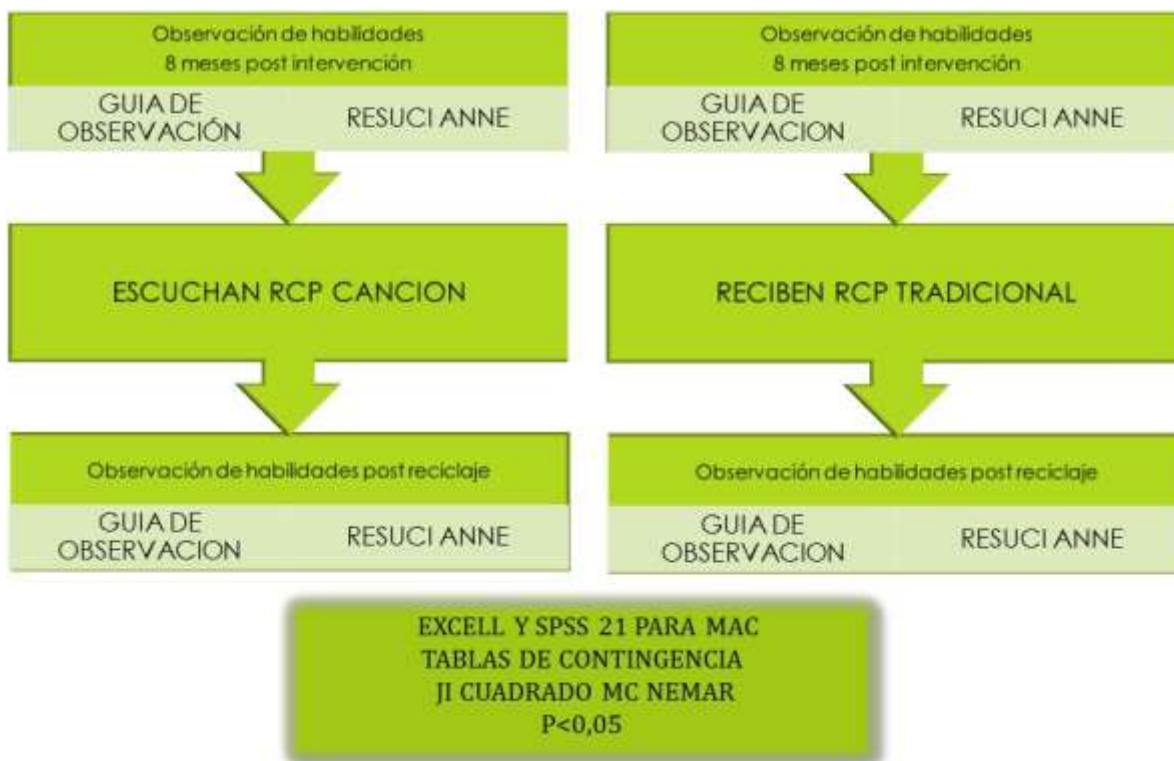 Observación de habilidades
8 meses post intervención
GUIA DE
OBSERVACIÓN
RESUCI ANNE
ESCUCHAN RCP CANCION
Observación de habilidades post reciclaje
GUIA DE
OBSERVACION
RESUCI ANNE
Observación de habilidades
8 meses post intervención
GUIA DE
OBSERVACION
RESUCI ANNE
RECIBEN RCP TRADICIONAL
Observación de habilidades post reciclaje
GUIA DE
OBSERVACION
RESUCI ANNE
EXCELL Y SPSS 21 PARA MAC
TABLAS DE CONTINGENCIA
JI CUADRADO MC NEMAR
P<0,05